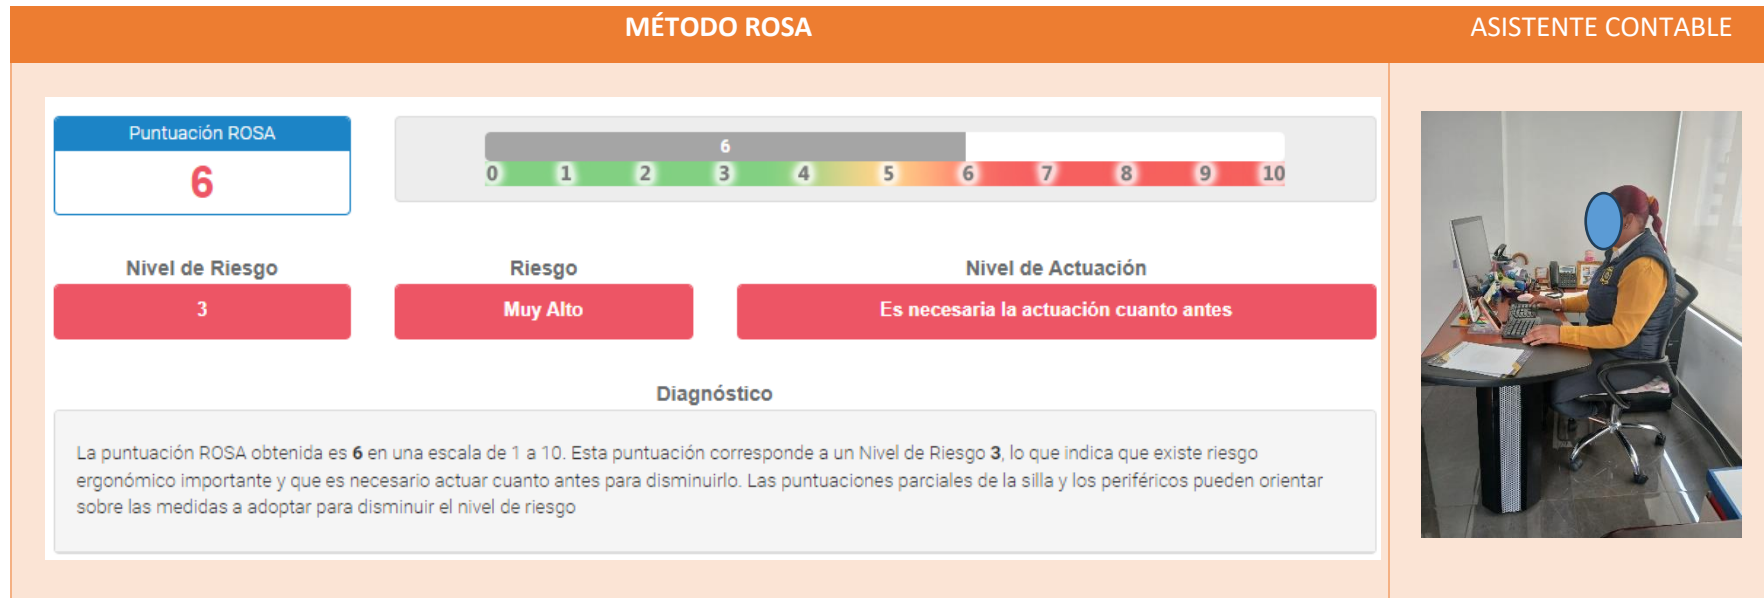 MÉTODO ROSA
ASISTENTE CONTABLE
Puntuación ROSA
6
6
0 1 2 3 4 5 6 7 8 9 10
Nivel de Riesgo
3
Riesgo
Muy Alto
Nivel de Actuación
Es necesaria la actuación cuanto antes
Diagnóstico
La puntuación ROSA obtenida es 6 en una escala de 1 a 10. Esta puntuación corresponde a un Nivel de Riesgo 3, lo que indica que existe riesgo
ergonómico importante y que es necesario actuar cuanto antes para disminuirlo. Las puntuaciones parciales de la silla y los periféricos pueden orientar
sobre las medidas a adoptar para disminuir el nivel de riesgo